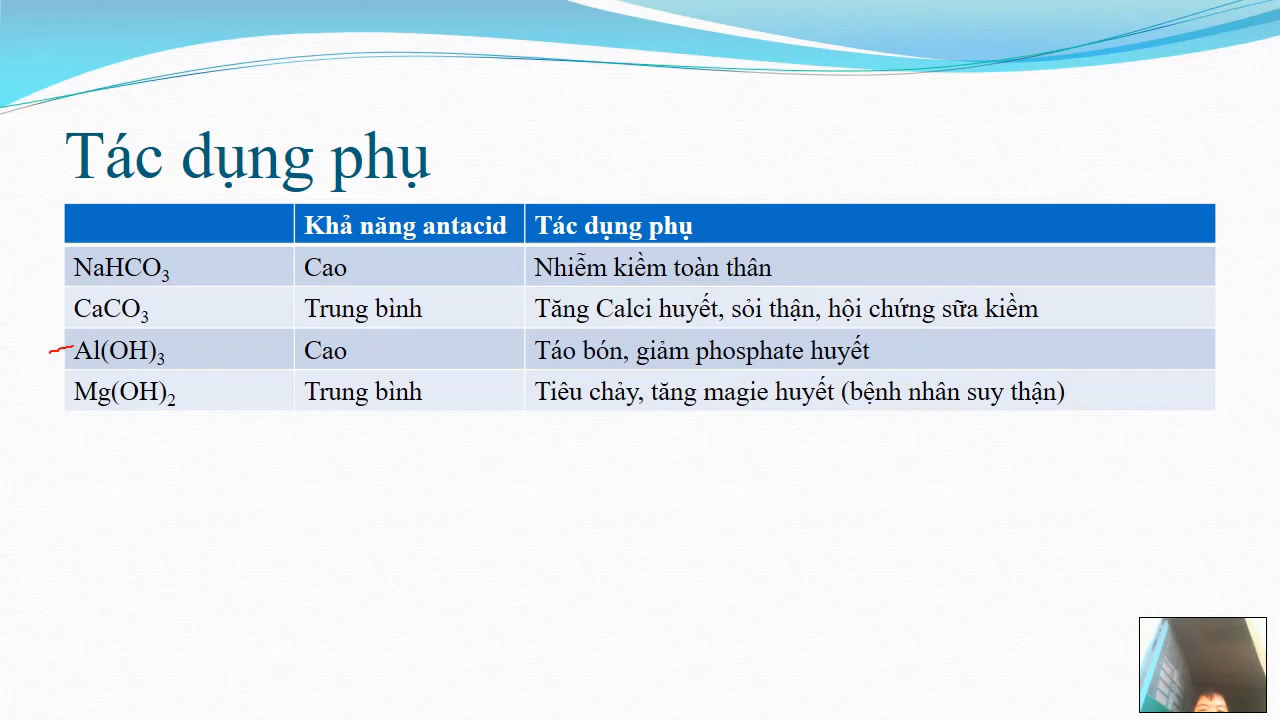 Tác dụng phụ
Khả năng antacid Tác dụng phụ
NaHCO₃ Cao Nhiễm kiềm toàn thân
CaCO₃ Trung bình Tăng Calci huyết, sỏi thận, hội chứng sữa kiềm
Al(OH)₃ Cao Táo bón, giảm phosphate huyết
Mg(OH)₂ Trung bình Tiêu chảy, tăng magie huyết (bệnh nhân suy thận)